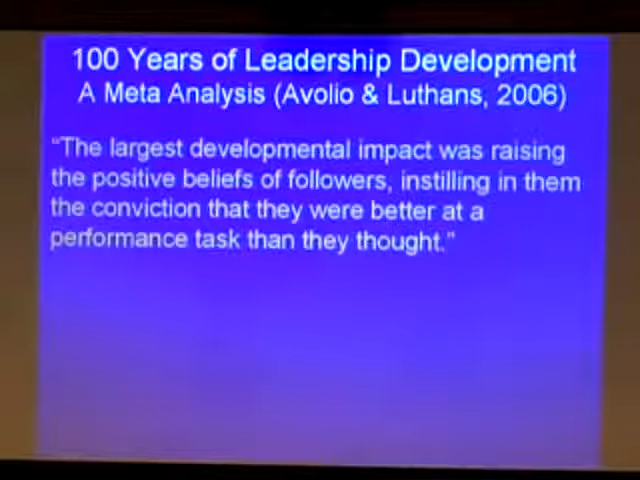 100 Years of Leadership Development
A Meta Analysis (Avolio & Luthans, 2006)
"The largest developmental impact was raising
the positive beliefs of followers, instilling in them
the conviction that they were better at a
performance task than they thought."